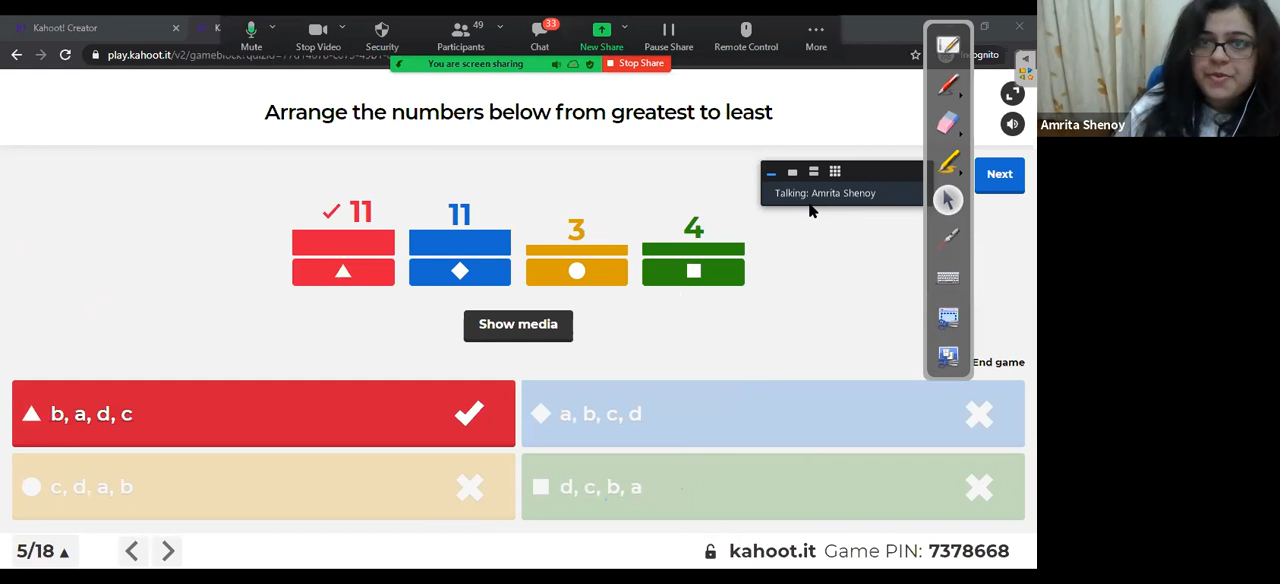 Kahoot! Creator
K
49
33
Mute
Stop Video
Security
Participants
Chat
New Share
Pause Share
Remote Control
More
play.kahoot.it/v2/gameblock
Incognito
You are screen sharing
Stop Share
Amrita Shenoy
Arrange the numbers below from greatest to least
Talking: Amrita Shenoy
Next
11
11
3
4
Show media
End game
b, a, d, c
a, b, c, d
c, d, a, b
d, c, b, a
5/18
kahoot.it Game PIN: 7378668